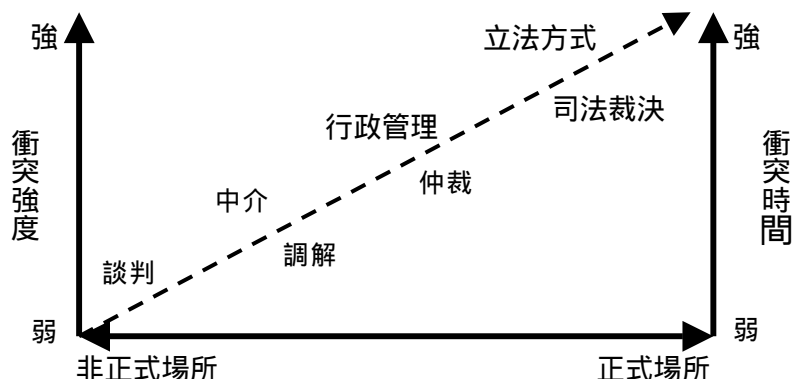 強
立法方式
強
司法裁決
行政管理
衝突強度
衝突時間
仲裁
中介
調解
談判
弱
弱
非正式場所
正式場所